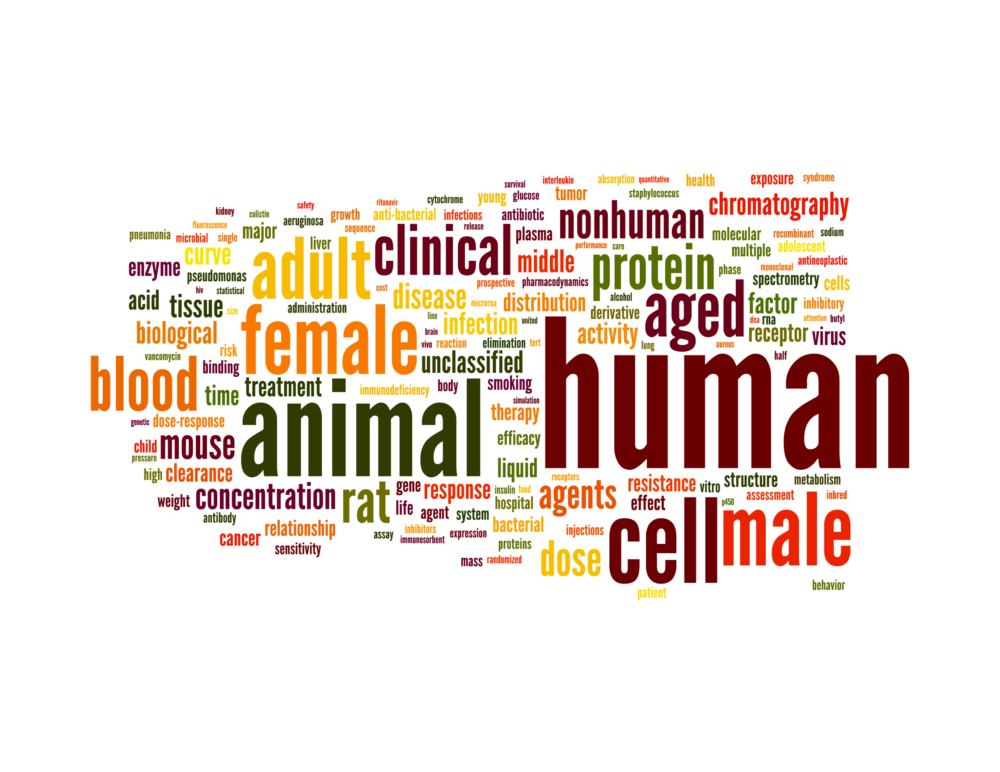 survival interleukin absorption quantitative health exposure syndrome
cytochrome young glucose tumor staphylococcus chromatography
kidney colistin safety ritonavir
fluorescence aeruginosa growth anti-bacterial infections antibiotic nonhuman
pneumonia microbial single major sequence release plasma molecular recombinant sodium
liver adult clinical performance care multiple adolescent
curve enzyme middle protein phase monoclonal antineoplastic
pseudomonas hiv statistical cost prospective pharmacodynamics spectrometry cells
acid tissue size administration disease microrna distribution alcohol aged factor inhibitory
line infection united derivative dna rna attention butyl
biological female brain activity receptor virus
risk vivo reaction elimination tert lung aureus half
vancomycin blood binding unclassified human
time treatment immunodeficiency body smoking
simulation
genetic dose-response animal therapy
child mouse efficacy
pressure
high clearance liquid receptors resistance vitro structure metabolism
weight concentration rat gene response insulin food agents effect p450 assessment inbred
antibody life agent system hospital cell male
cancer relationship assay inhibitors expression bacterial injections
sensitivity immunosorbent proteins
mass randomized dose
patient behavior